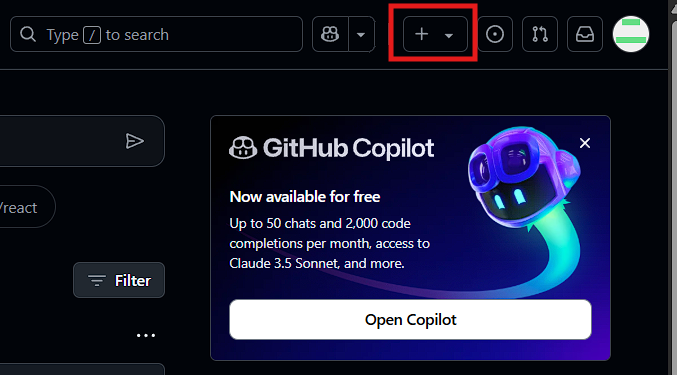 Type / to search
GitHub Copilot
Now available for free
Up to 50 chats and 2,000 code
completions per month, access to
Claude 3.5 Sonnet, and more.
/react
Filter
Open Copilot